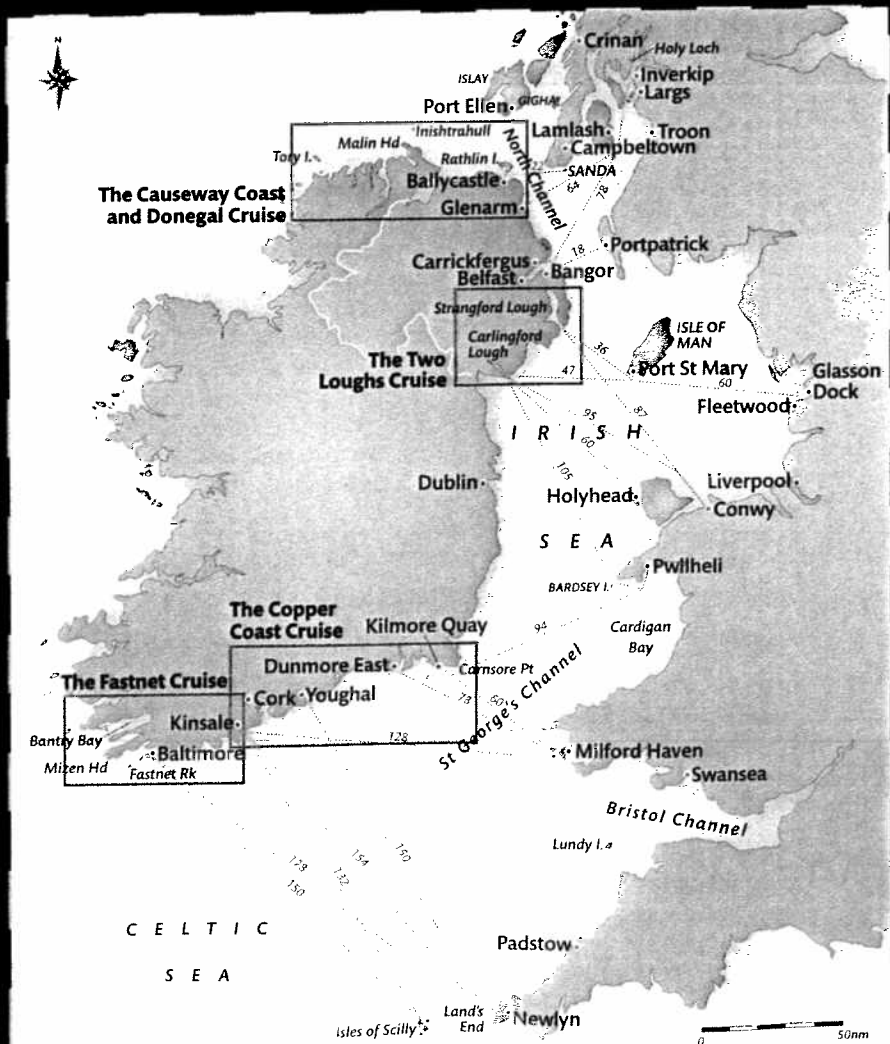 N
Crinan
Holy Loch
ISLAY
Inverkip
Largs
Port Ellen
GIGHA
Inishtrahull
Lamlash
Troon
Malin Hd
North Channel
Campbeltown
Tory I.
Rathlin I.
22
SANDA
Ballycastle
64
78
The Causeway Coast
and Donegal Cruise
Glenarm
Portpatrick
18
Carrickfergus
Belfast
Bangor
Strangford Lough
ISLE OF
MAN
Carlingford
Lough
36
The Two
Loughs Cruise
47
Port St Mary
60
Glasson
Dock
Fleetwood
87
95
IRISH
60
105
Dublin
Holyhead
Liverpool
Conwy
SEA
Pwllheli
BARDSEY I.
The Copper
Coast Cruise
Kilmore Quay
94
Cardigan
Bay
Dunmore East
Carnsore Pt
St George's Channel
The Fastnet Cruise
Cork
Youghal
73
60
Kinsale
128
Bantry Bay
Baltimore
Milford Haven
Mizen Hd
Fastnet Rk
Swansea
Bristol Channel
Lundy I.
128
154
150
132
150
CELTIC
SEA
Padstow
Land's
End
Isles of Scilly
Newlyn
0
50nm